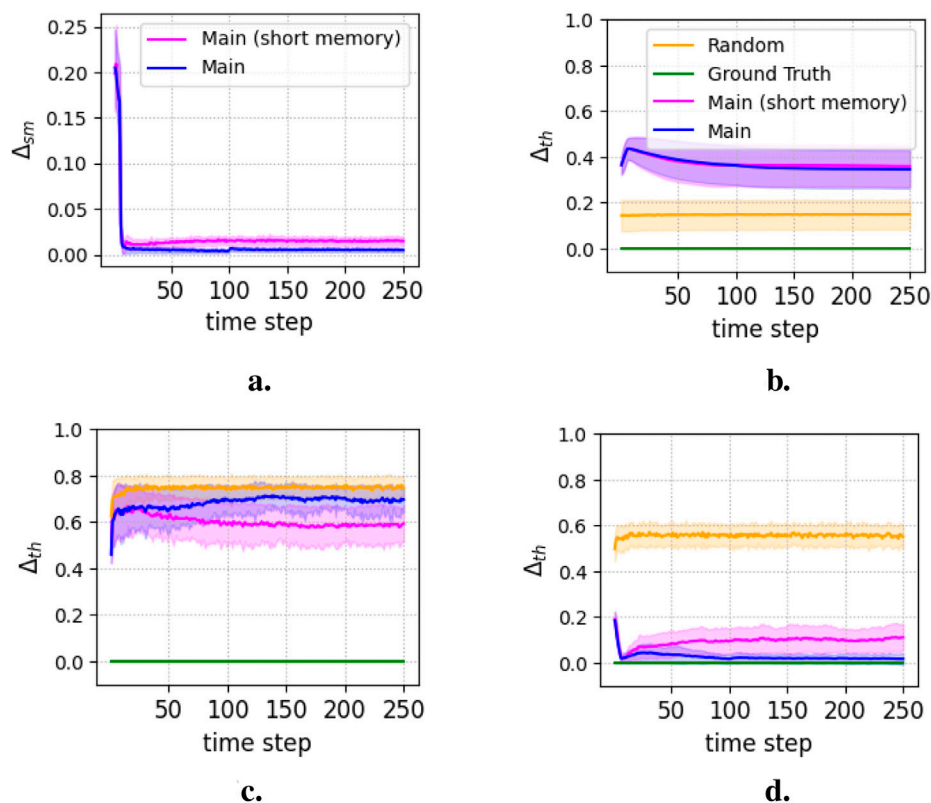 0.25
0.20
0.15
0.10
0.05
0.00
Δsm
Main (short memory)
Main
50 100 150 200 250
time step
a.
1.0
0.8
0.6
0.4
0.2
0.0
Δth
Random
Ground Truth
Main (short memory)
Main
50 100 150 200 250
time step
b.
1.0
0.8
0.6
0.4
0.2
0.0
Δth
50 100 150 200 250
time step
c.
1.0
0.8
0.6
0.4
0.2
0.0
Δth
50 100 150 200 250
time step
d.